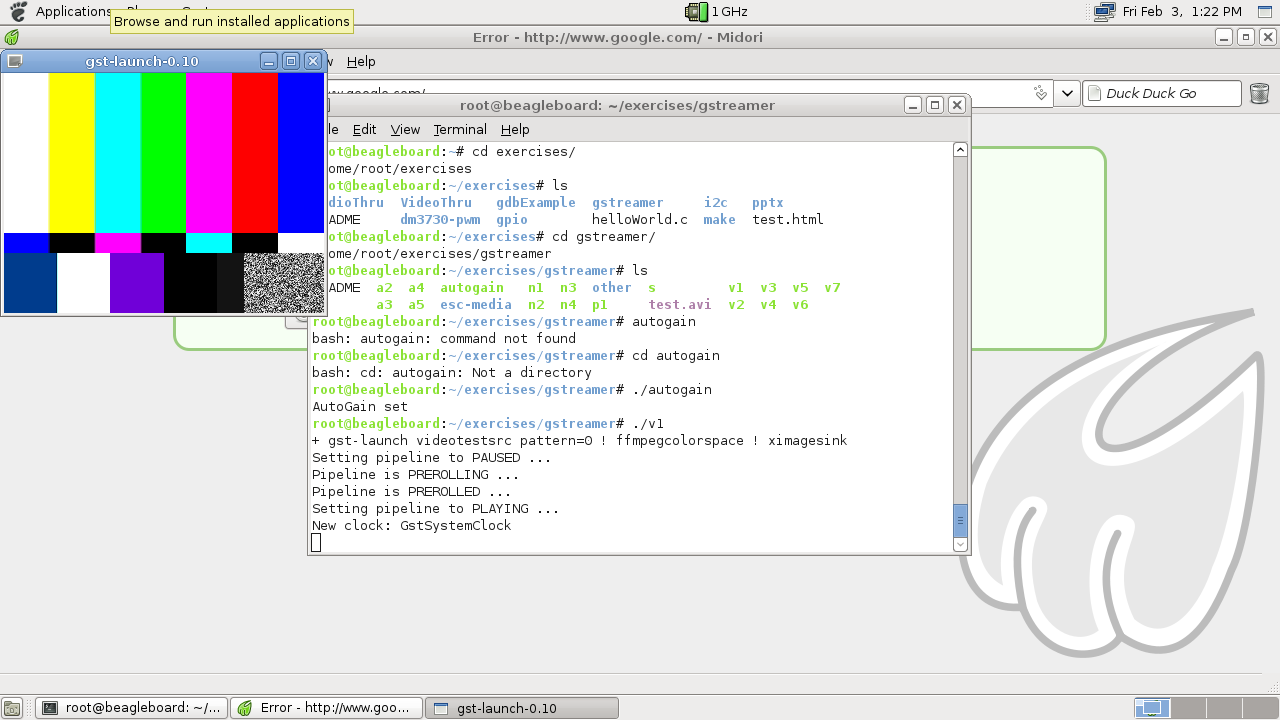 Applications
1 GHz
Fri Feb  3,  1:22 PM
Browse and run installed applications
Error - http://www.google.com/ - Midori
Help
Duck Duck Go
gst-launch-0.10
root@beagleboard: ~/exercises/gstreamer
Edit View Terminal Help
ot@beagleboard:~# cd exercises/
ome/root/exercises
ot@beagleboard:~/exercises# ls
dioThru  VideoThru   gdbExample  gstreamer     i2c   pptx
ADME     dm3730-pwm  gpio        helloWorld.c  make  test.html
ot@beagleboard:~/exercises# cd gstreamer/
ome/root/exercises/gstreamer
ot@beagleboard:~/exercises/gstreamer# ls
ADME  a2  a4  autogain   n1  n3  other  s         v1  v3  v5  v7
a3  a5  esc-media  n2  n4  p1     test.avi  v2  v4  v6
root@beagleboard:~/exercises/gstreamer# autogain
bash: autogain: command not found
root@beagleboard:~/exercises/gstreamer# cd autogain
bash: cd: autogain: Not a directory
root@beagleboard:~/exercises/gstreamer# ./autogain
AutoGain set
root@beagleboard:~/exercises/gstreamer# ./v1
+ gst-launch videotestsrc pattern=0 ! ffmpegcolorspace ! ximagesink
Setting pipeline to PAUSED ...
Pipeline is PREROLLING ...
Pipeline is PREROLLED ...
Setting pipeline to PLAYING ...
New clock: GstSystemClock
root@beagleboard: ~/...
Error - http://www.goo...
gst-launch-0.10